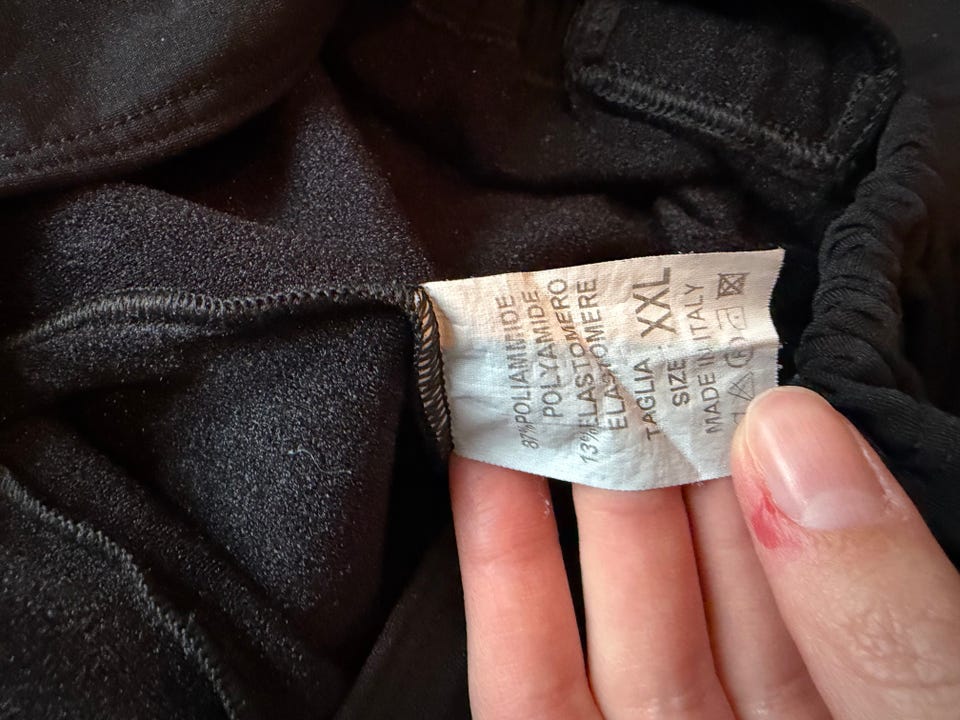 87% POLIAMMIDE
POLYAMIDE
13% ELASTOMERO
ELASTOMERE
TAGLIA XXL
SIZE
MADE IN ITALY
P